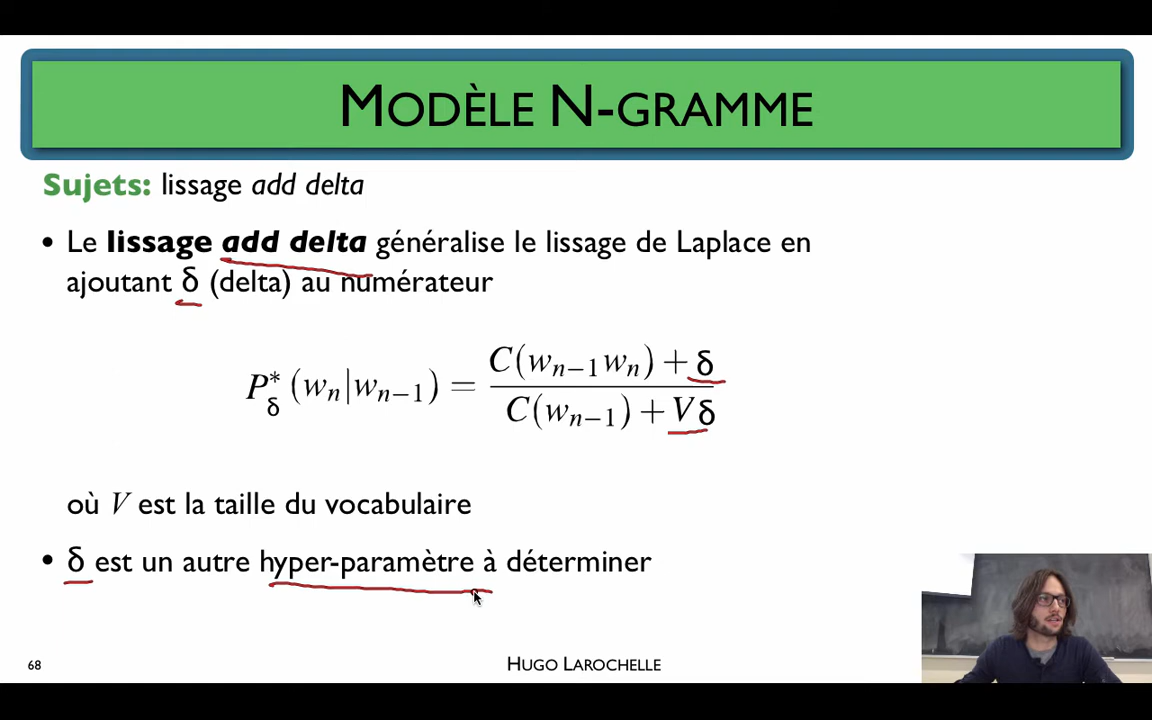 MODÈLE N-GRAMME
Sujets: lissage add delta
• Le lissage add delta généralise le lissage de Laplace en
ajoutant δ (delta) au numérateur
P*δ (wn|wn−1) = C(wn−1wn) + δ / C(wn−1) + Vδ
où V est la taille du vocabulaire
• δ est un autre hyper-paramètre à déterminer
68
HUGO LAROCHELLE